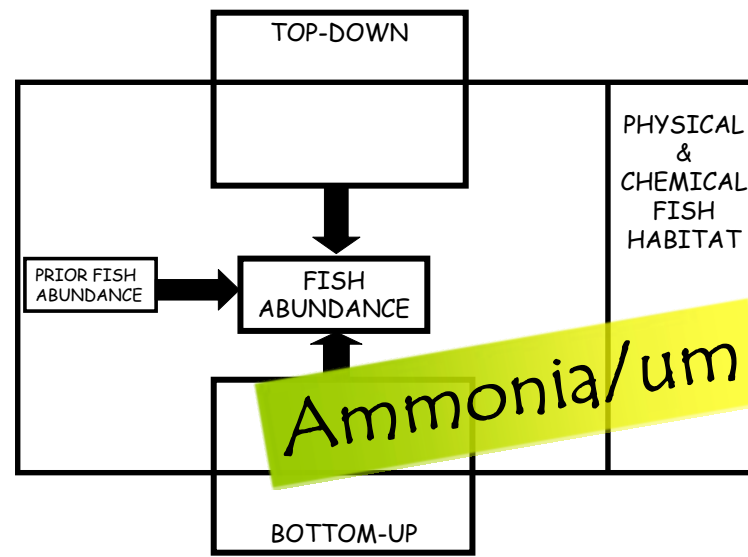 TOP-DOWN
PHYSICAL
&
CHEMICAL
FISH
HABITAT
PRIOR FISH
ABUNDANCE
FISH
ABUNDANCE
Ammonia/um
BOTTOM-UP